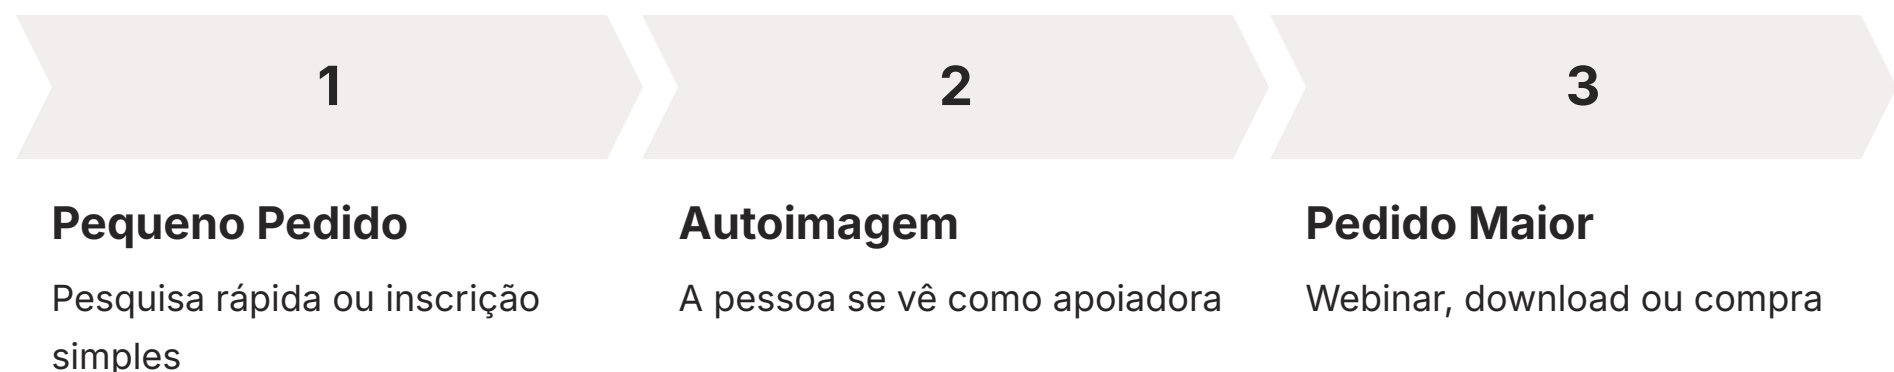 1
2
3
Pequeno Pedido
Pesquisa rápida ou inscrição
simples
Autoimagem
A pessoa se vê como apoiadora
Pedido Maior
Webinar, download ou compra